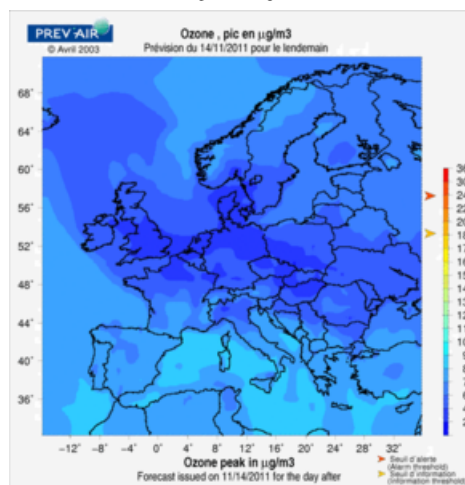 PREV'AIR
© Avril 2003
Ozone , pic en µg/m3
Prévision du 14/11/2011 pour le lendemain
68°
64°
60°
56°
52°
48°
44°
40°
36°
−12° −8° −4° 0° 4° 8° 12° 16° 20° 24° 28° 32°
Ozone peak in µg/m3
Forecast issued on 11/14/2011 for the day after
Seuil d'alerte
(Alarm threshold)
Seuil d'information
(Information threshold)